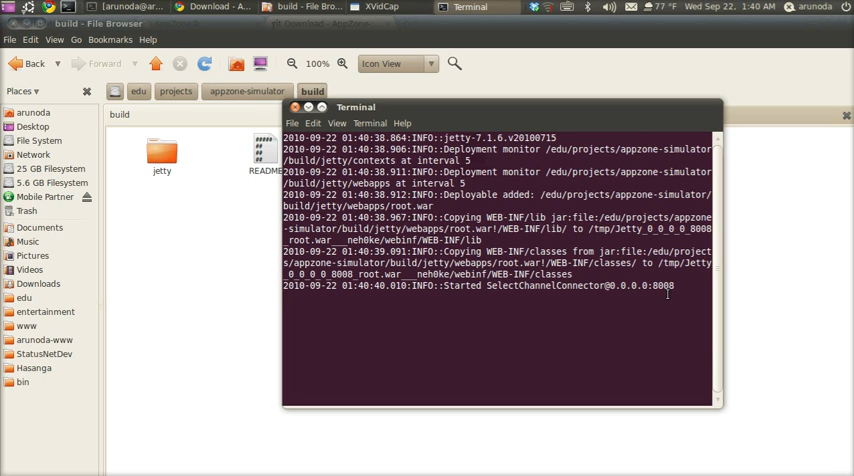 [arunoda@ar...
Download - A...
build - File Bro...
XVidCap
Terminal
77 °F
Wed Sep 22, 1:40 AM
arunoda
build - File Browser
Download - AppZone
File Edit View Go Bookmarks Help
Back
Forward
100%
Icon View
Places
edu
projects
appzone-simulator
build
arunoda
Desktop
File System
Network
25 GB Filesystem
5.6 GB Filesystem
Mobile Partner
Trash
Documents
Music
Pictures
Videos
Downloads
edu
entertainment
www
arunoda-www
StatusNetDev
Hasanga
bin
build
jetty
README
Terminal
File Edit View Terminal Help
2010-09-22 01:40:38.864:INFO::jetty-7.1.6.v20100715
2010-09-22 01:40:38.906:INFO::Deployment monitor /edu/projects/appzone-simulator
/build/jetty/contexts at interval 5
2010-09-22 01:40:38.911:INFO::Deployment monitor /edu/projects/appzone-simulator
/build/jetty/webapps at interval 5
2010-09-22 01:40:38.912:INFO::Deployable added: /edu/projects/appzone-simulator/
build/jetty/webapps/root.war
2010-09-22 01:40:38.967:INFO::Copying WEB-INF/lib jar:file:/edu/projects/appzone
-simulator/build/jetty/webapps/root.war!/WEB-INF/lib/ to /tmp/Jetty_0_0_0_0_8008
_root.war___neh0ke/webinf/WEB-INF/lib
2010-09-22 01:40:39.091:INFO::Copying WEB-INF/classes from jar:file:/edu/project
s/appzone-simulator/build/jetty/webapps/root.war!/WEB-INF/classes/ to /tmp/Jetty
_0_0_0_0_8008_root.war___neh0ke/webinf/WEB-INF/classes
2010-09-22 01:40:40.010:INFO::Started SelectChannelConnector@0.0.0.0:8008